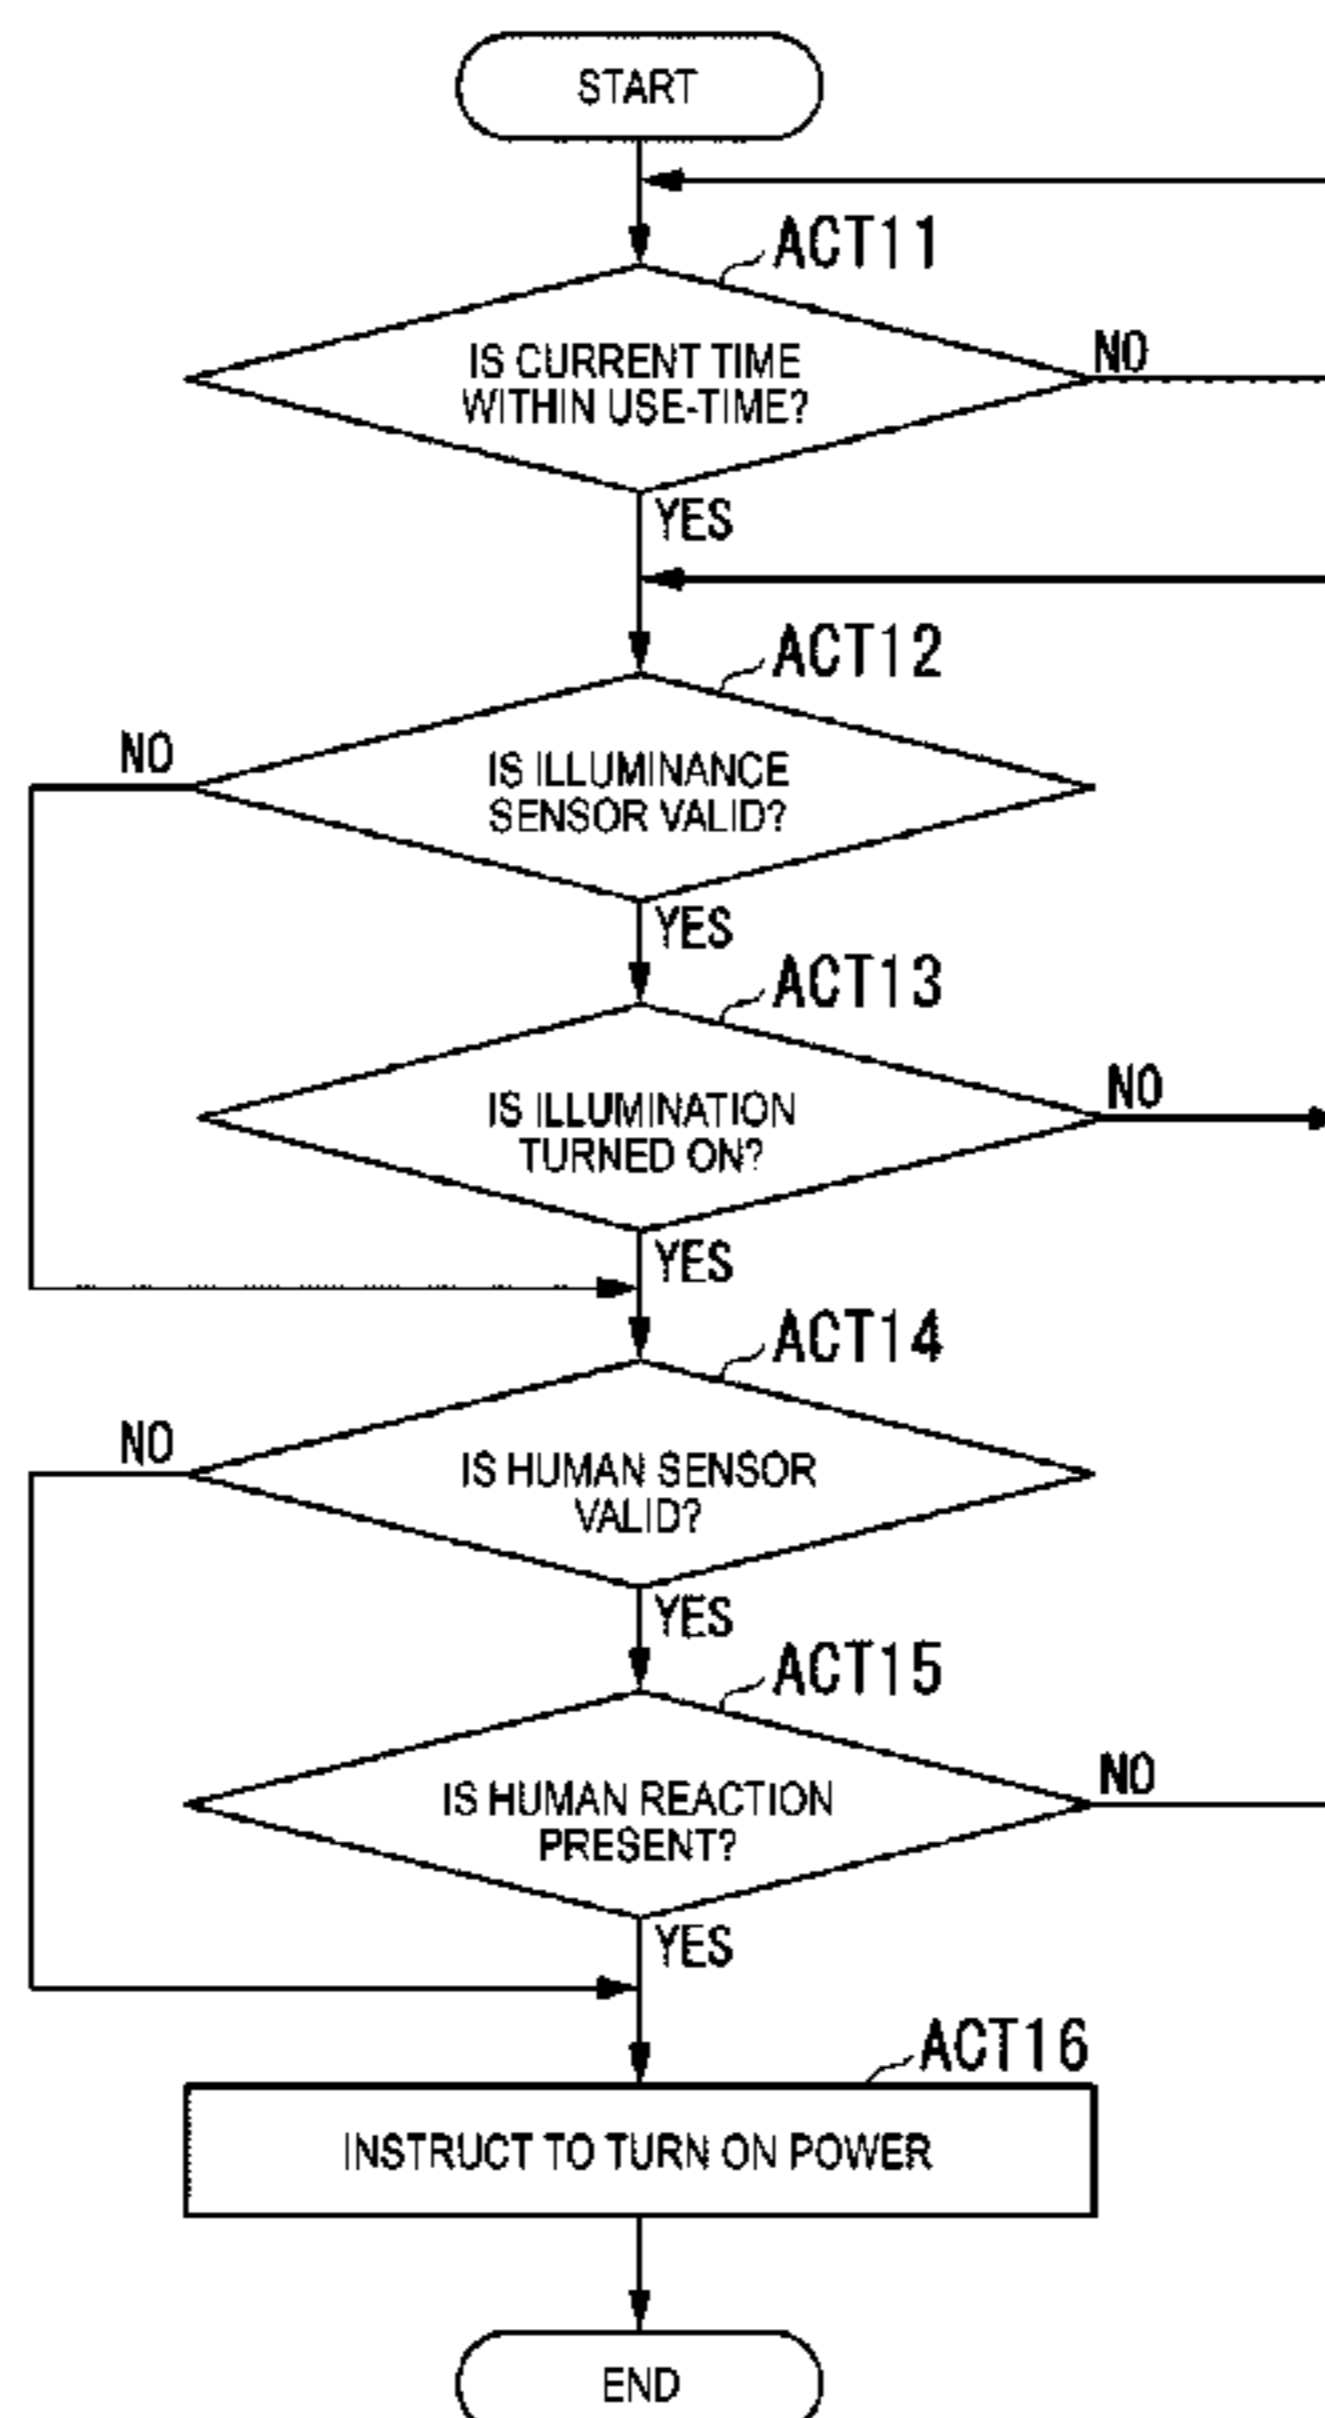 START
ACT11
IS CURRENT TIME
WITHIN USE-TIME?
NO
YES
ACT12
NO
IS ILLUMINANCE
SENSOR VALID?
YES
ACT13
IS ILLUMINATION
TURNED ON?
NO
YES
ACT14
NO
IS HUMAN SENSOR
VALID?
YES
ACT15
IS HUMAN REACTION
PRESENT?
NO
YES
ACT16
INSTRUCT TO TURN ON POWER
END